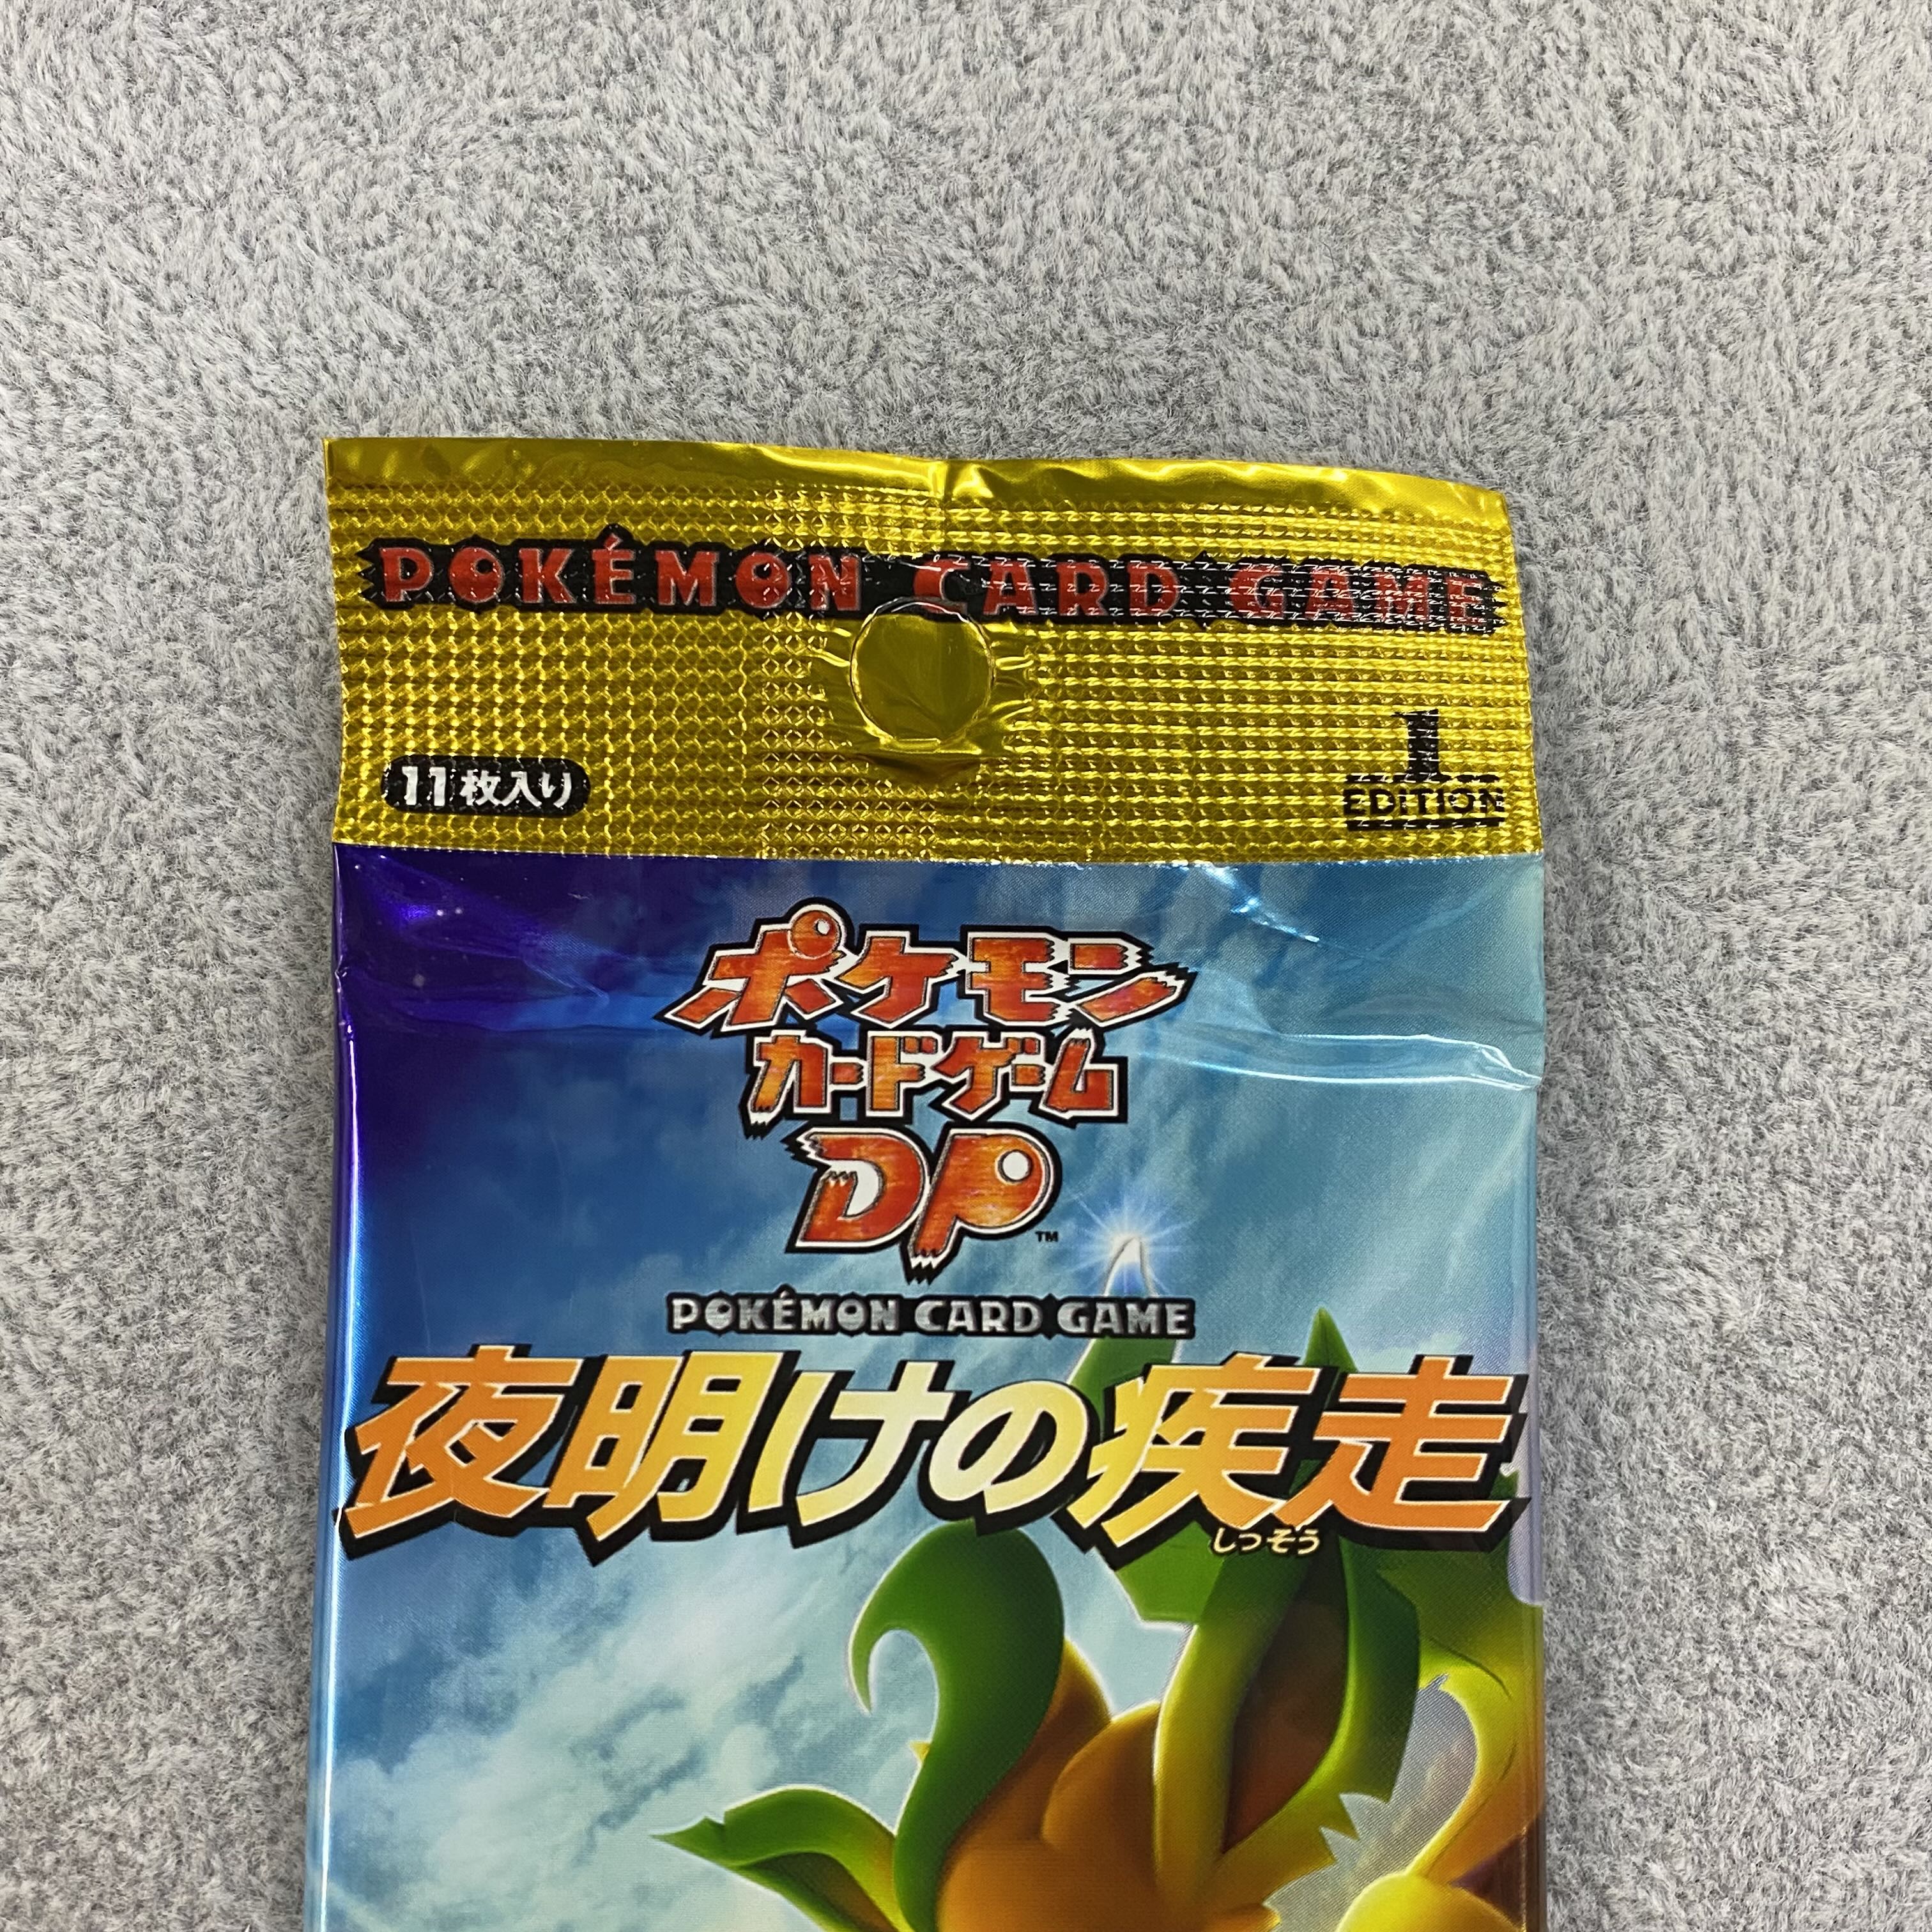 POKÉMON CARD GAME
11枚入り
1
EDITION
ポケモン
カードゲーム
DP™
POKÉMON CARD GAME
夜明けの疾走
しっそう